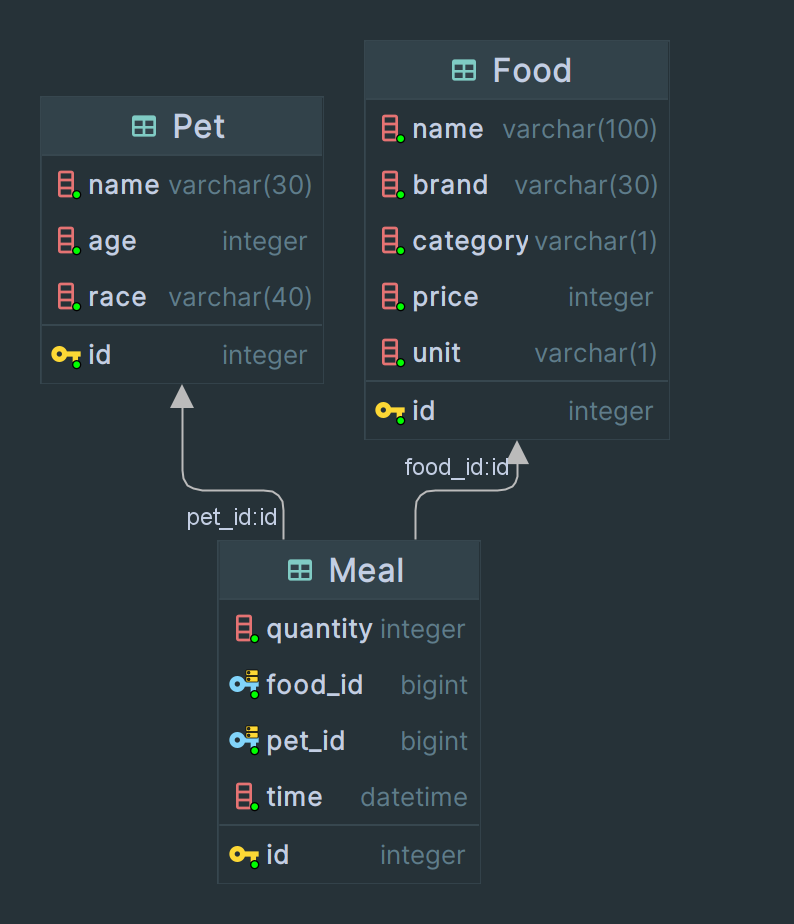 Pet
name varchar(30)
age integer
race varchar(40)
id integer
Food
name varchar(100)
brand varchar(30)
category varchar(1)
price integer
unit varchar(1)
id integer
food_id:id
pet_id:id
Meal
quantity integer
food_id bigint
pet_id bigint
time datetime
id integer